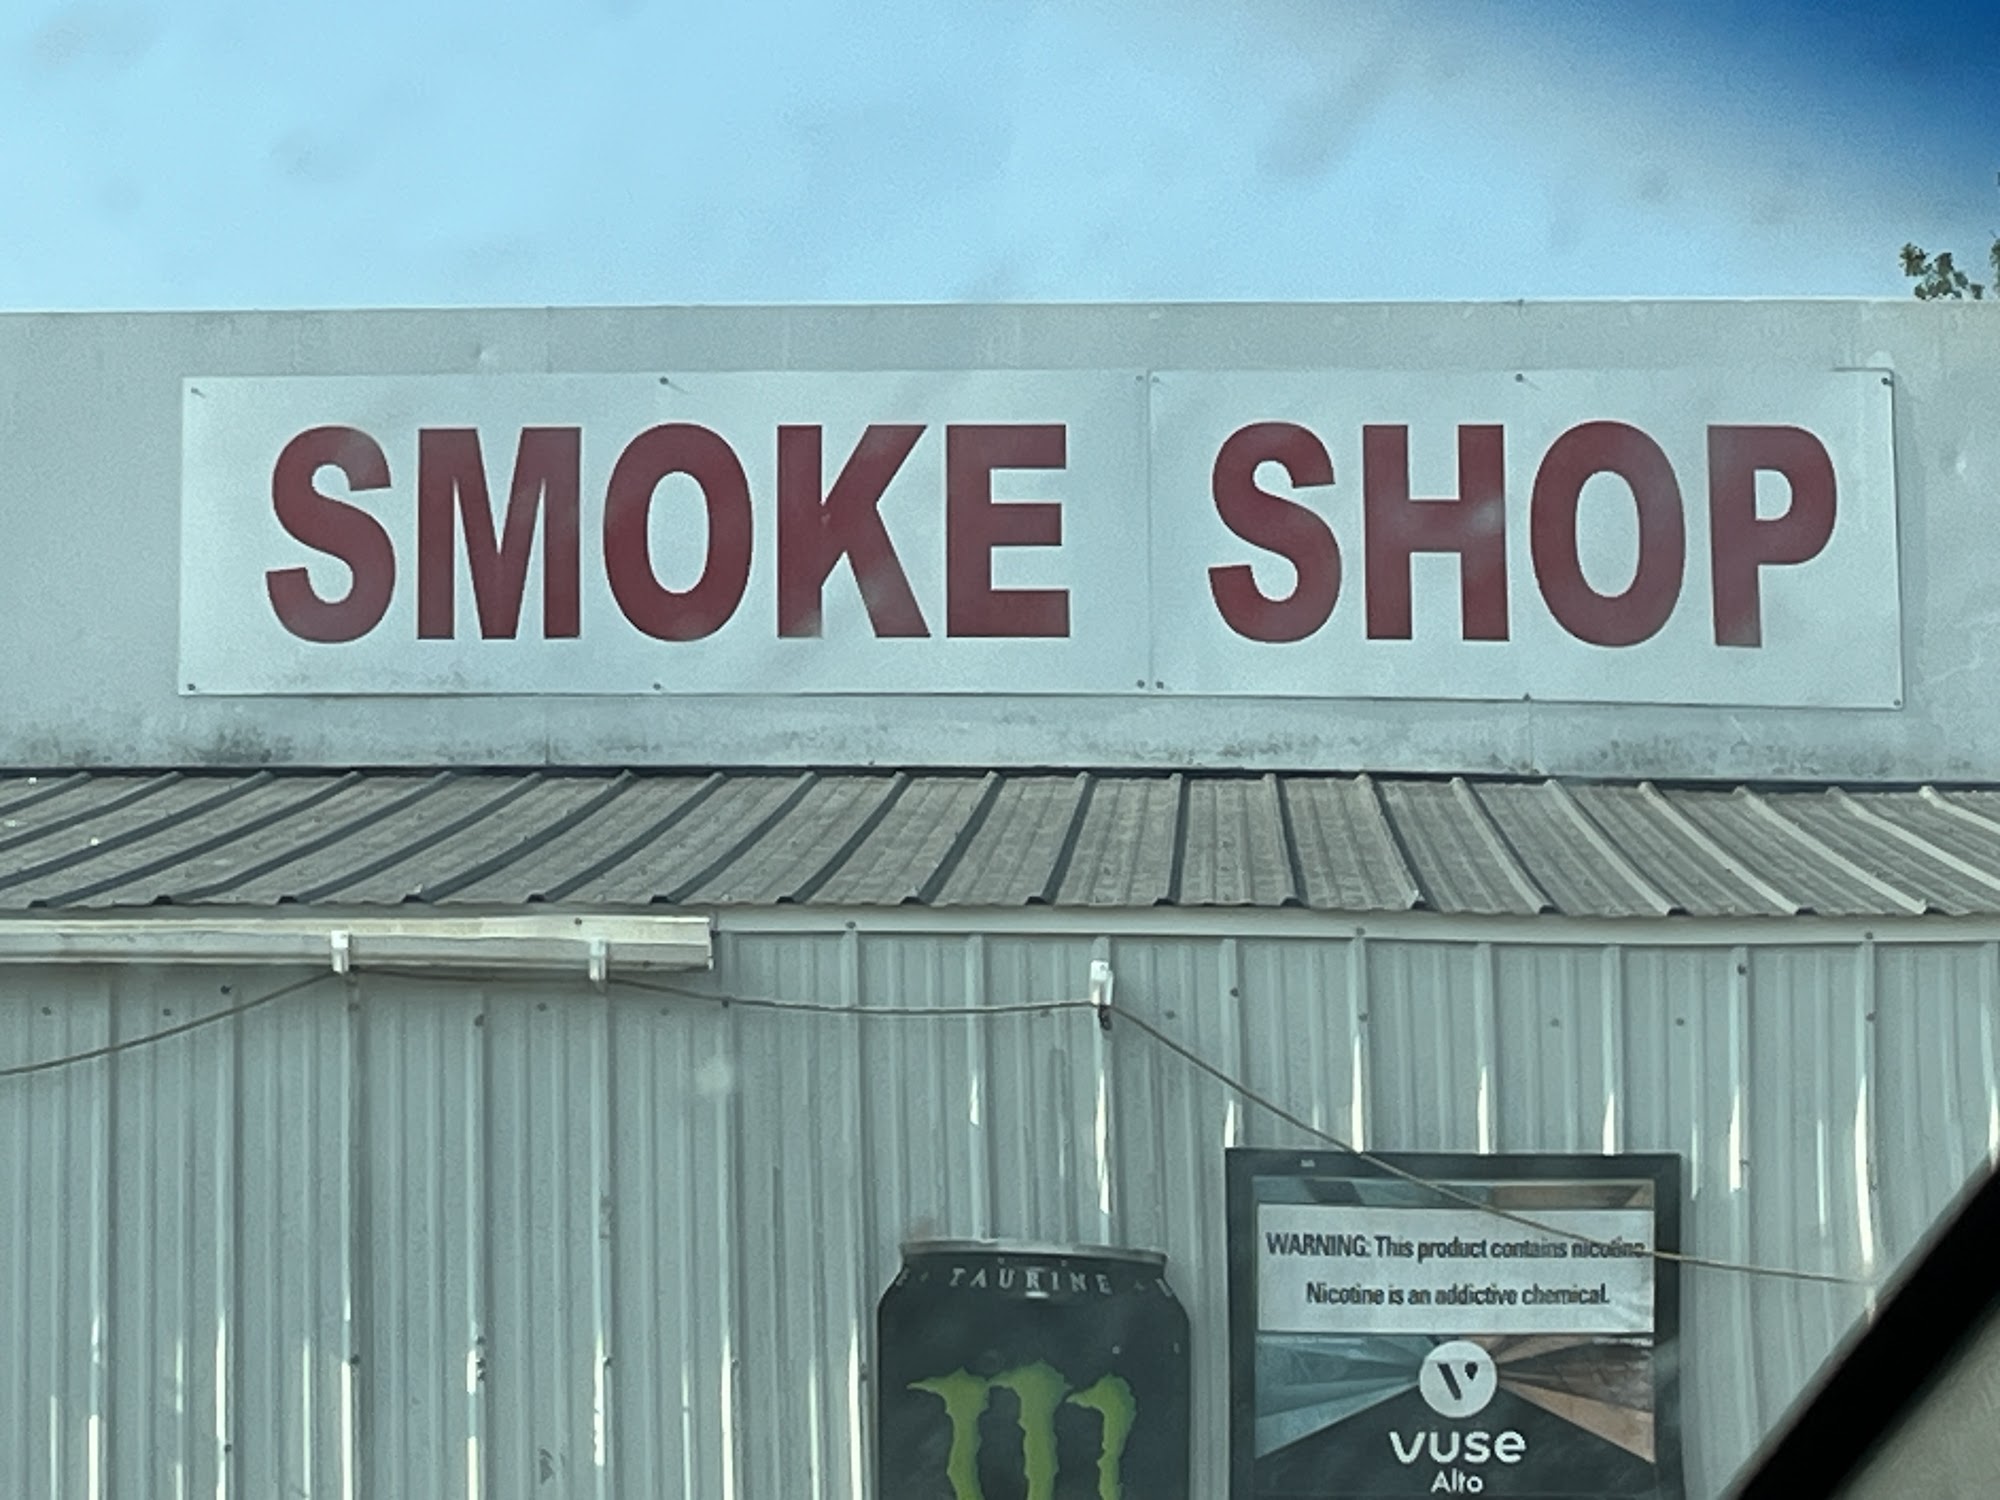 SMOKE SHOP
TAURINE
WARNING: This product contains nicotine.
Nicotine is an addictive chemical.
vuse
Alto